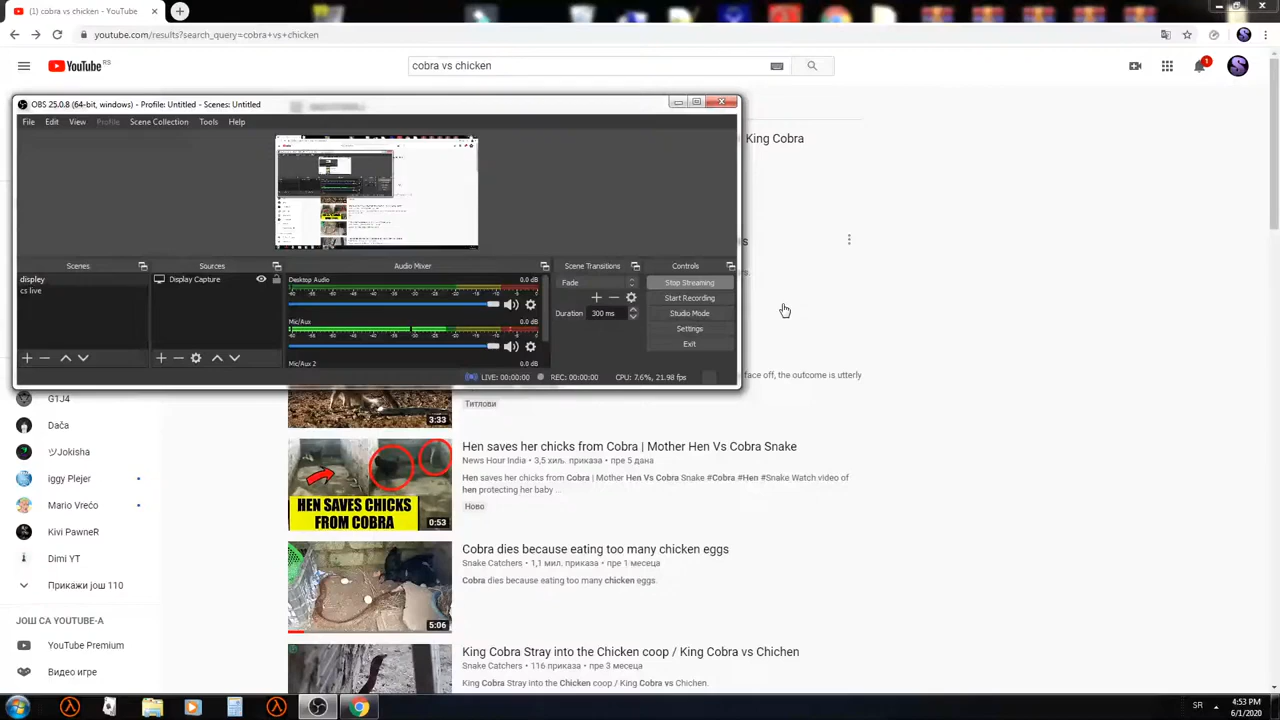 (1) cobra vs chicken - YouTube
youtube.com/results?search_query=cobra+vs+chicken
YouTube RS
cobra vs chicken
1
OBS 25.0.8 (64-bit, windows) - Profile: Untitled - Scenes: Untitled
File Edit View Profile Scene Collection Tools Help
King Cobra
Scenes
Sources
Audio Mixer
Scene Transitions
Controls
displey
cs live
Display Capture
Desktop Audio
0.0 dB
Mic/Aux
0.0 dB
Mic/Aux 2
0.0 dB
Fade
Duration 300 ms
Stop Streaming
Start Recording
Studio Mode
Settings
Exit
LIVE: 00:00:00
REC: 00:00:00
CPU: 7.6%, 21.98 fps
face off, the outcome is utterly
Титлови
3:33
GTJ4
Dača
ツJokisha
iggy Plejer
Mario Vrećo
Kivi PawneR
Dimi YT
Прикажи још 110
ЈОШ СА YOUTUBE-A
YouTube Premium
Видео игре
Hen saves her chicks from Cobra | Mother Hen Vs Cobra Snake
News Hour India • 3,5 хиљ. приказа • пре 5 дана
Hen saves her chicks from Cobra | Mother Hen Vs Cobra Snake #Cobra #Hen #Snake Watch video of
hen protecting her baby ...
Ново
HEN SAVES CHICKS
FROM COBRA
0:53
Cobra dies because eating too many chicken eggs
Snake Catchers • 1,1 мил. приказа • пре 1 месеца
Cobra dies because eating too many chicken eggs.
5:06
King Cobra Stray into the Chicken coop / King Cobra vs Chichen
Snake Catchers • 116 приказа • пре 3 месеца
King Cobra Stray into the Chicken coop / King Cobra vs Chichen.
SR
4:53 PM
6/1/2020